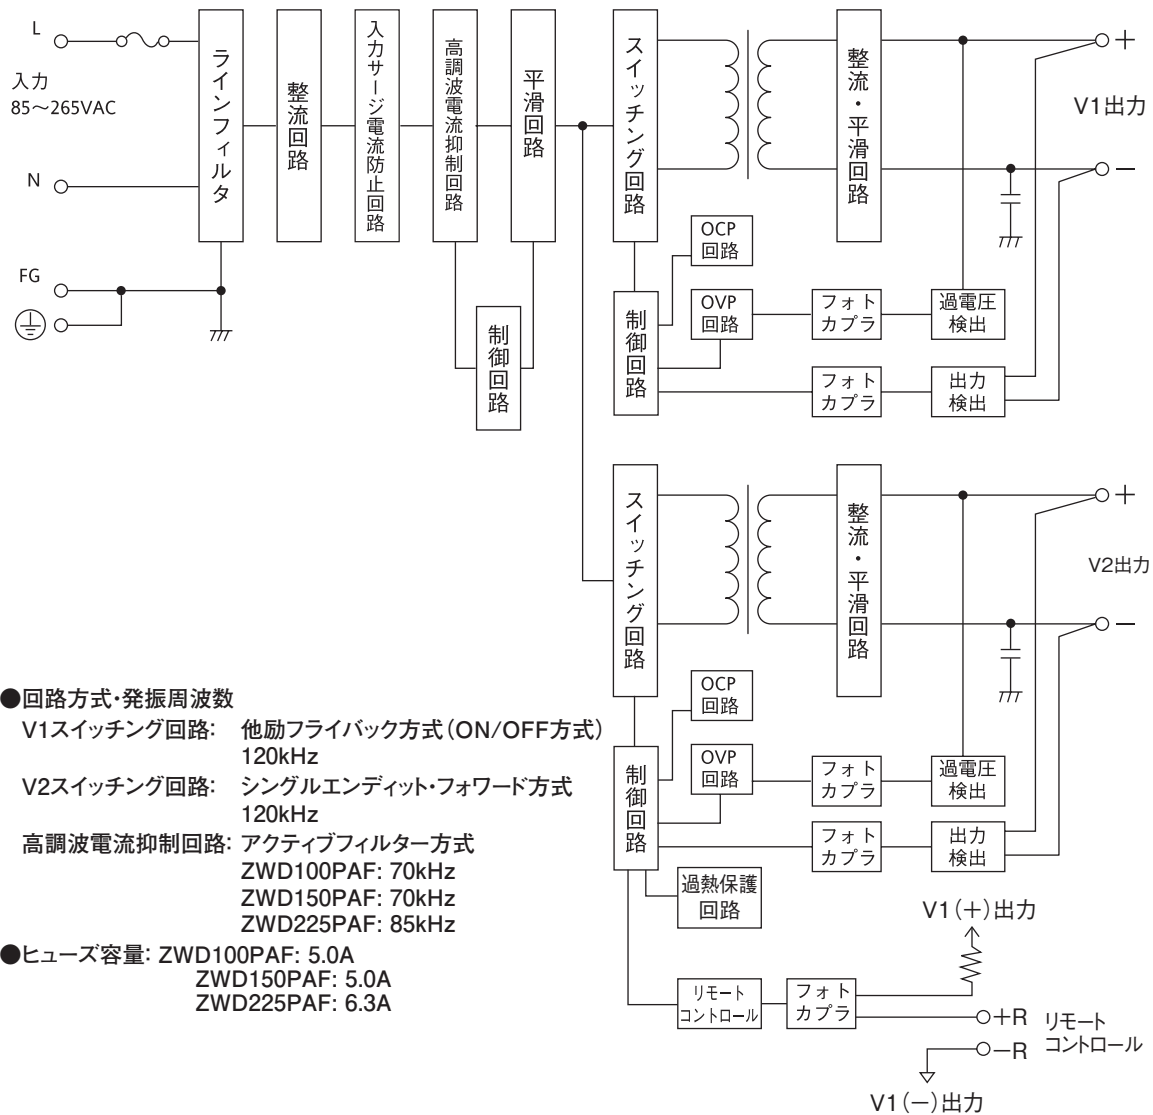 L
入力
85～265VAC
N
FG
ラインフィルタ
整流回路
入力サージ電流防止回路
高調波電流抑制回路
平滑回路
制御回路
スイッチング回路
整流・平滑回路
+
V1出力
−
OCP
回路
制御回路
OVP
回路
フォト
カプラ
過電圧
検出
フォト
カプラ
出力
検出
スイッチング回路
整流・平滑回路
+
V2出力
−
OCP
回路
制御回路
OVP
回路
フォト
カプラ
過電圧
検出
フォト
カプラ
出力
検出
過熱保護
回路
V1(+)出力
リモート
コントロール
フォト
カプラ
+R
−R
リモート
コントロール
V1(−)出力
●回路方式・発振周波数
V1スイッチング回路: 他励フライバック方式(ON/OFF方式)
120kHz
V2スイッチング回路: シングルエンディット・フォワード方式
120kHz
高調波電流抑制回路: アクティブフィルター方式
ZWD100PAF: 70kHz
ZWD150PAF: 70kHz
ZWD225PAF: 85kHz
●ヒューズ容量: ZWD100PAF: 5.0A
ZWD150PAF: 5.0A
ZWD225PAF: 6.3A